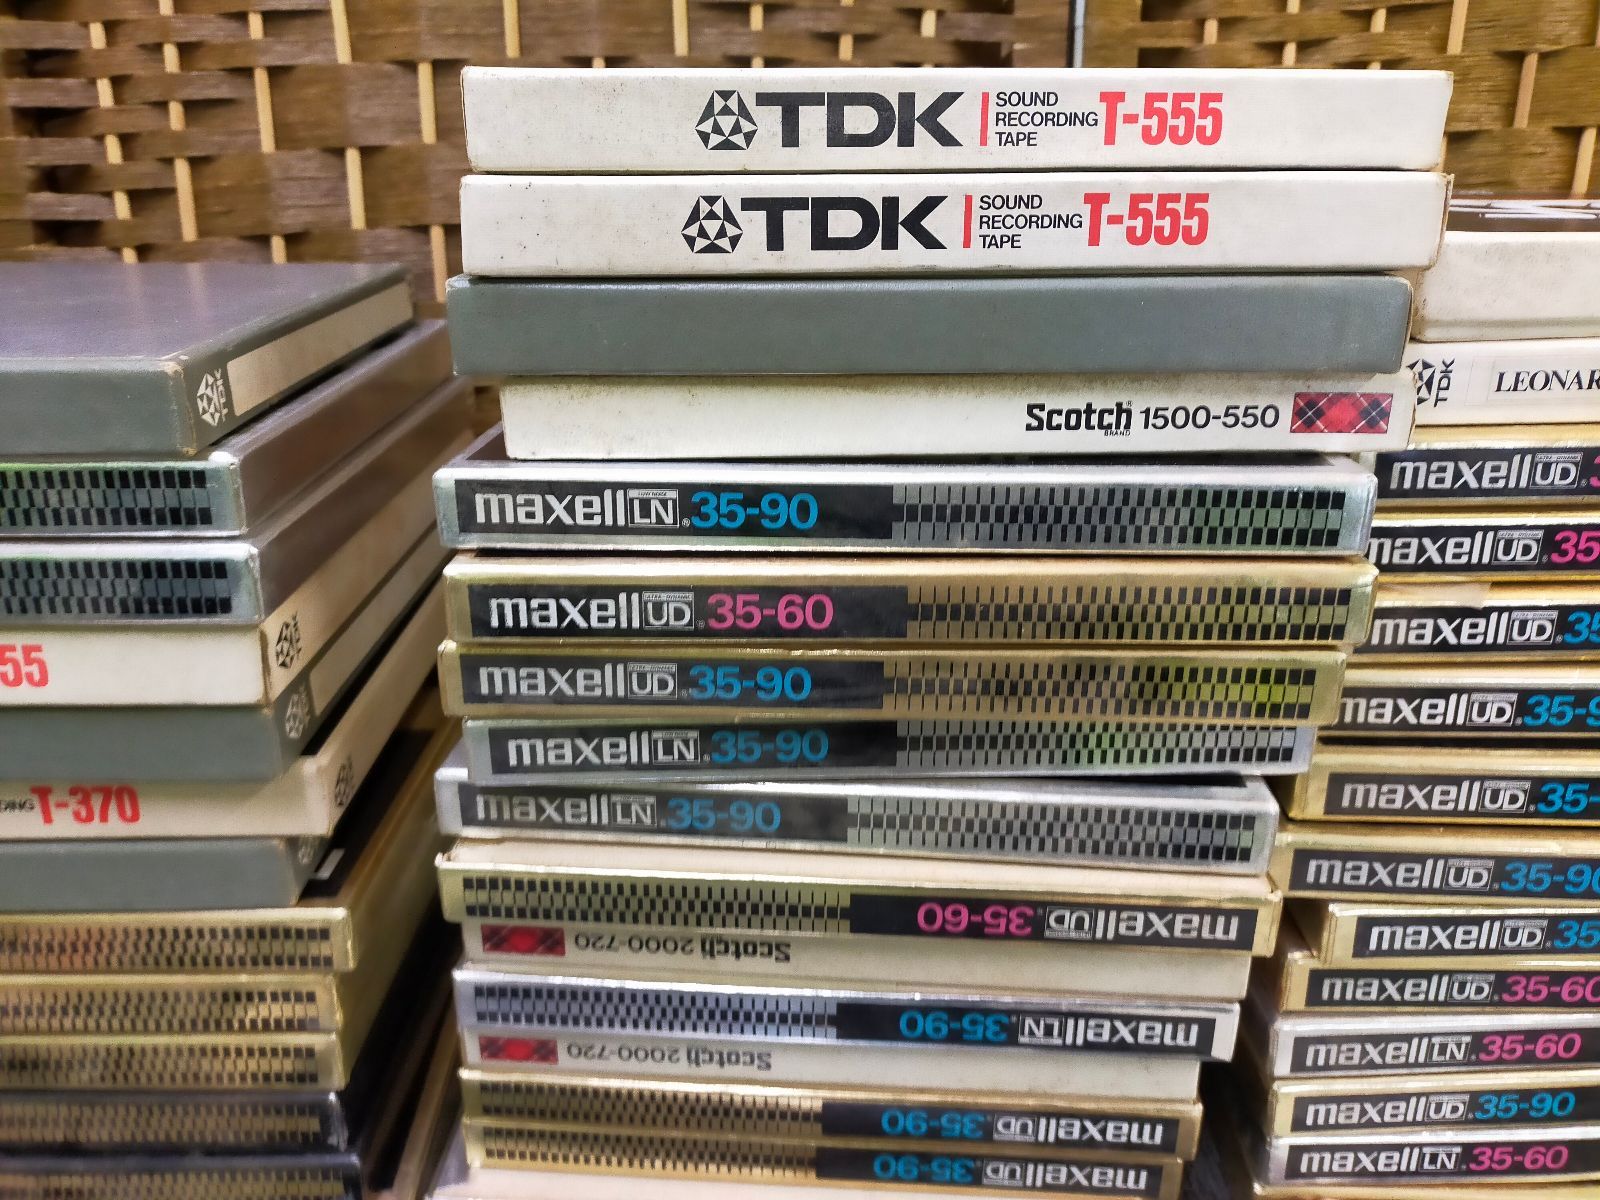 TDK SOUND RECORDING TAPE T-555
TDK SOUND RECORDING TAPE T-555
Scotch® BRAND 1500-550
maxell LN 35-90
maxell UD 35-60
maxell UD 35-90
maxell LN 35-90
maxell LN 35-90
maxell UD 35-60
Scotch 2000-720
maxell LN 35-90
Scotch 2000-720
maxell UD 35-90
maxell UD 35-90
TDK
55
TDK
T-370
TDK LEONAR
maxell UD 3
maxell UD 35
maxell UD 35
maxell UD 35-9
maxell UD 35-
maxell UD 35-90
maxell UD 35
maxell UD 35-60
maxell LN 35-60
maxell UD 35-90
maxell LN 35-60